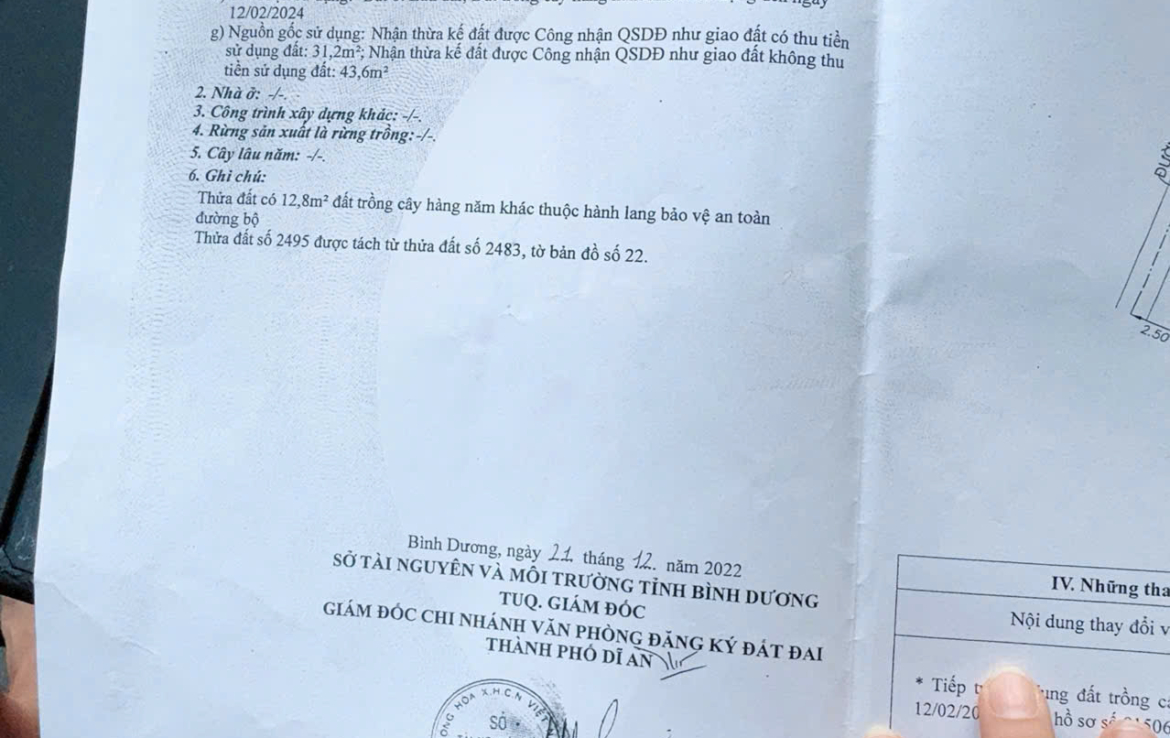 12/02/2024
g) Nguồn gốc sử dụng: Nhận thừa kế đất được Công nhận QSDĐ như giao đất có thu tiền
sử dụng đất: 31,2m²; Nhận thừa kế đất được Công nhận QSDĐ như giao đất không thu
tiền sử dụng đất: 43,6m²
2. Nhà ở: -/-.
3. Công trình xây dựng khác: -/-.
4. Rừng sản xuất là rừng trồng:-/-.
5. Cây lâu năm: -/-.
6. Ghi chú:
Thửa đất có 12,8m² đất trồng cây hàng năm khác thuộc hành lang bảo vệ an toàn
đường bộ
Thửa đất số 2495 được tách từ thửa đất số 2483, tờ bản đồ số 22.
Bình Dương, ngày 21 tháng 12. năm 2022
SỞ TÀI NGUYÊN VÀ MÔI TRƯỜNG TỈNH BÌNH DƯƠNG
TUQ. GIÁM ĐỐC
GIÁM ĐỐC CHI NHÁNH VĂN PHÒNG ĐĂNG KÝ ĐẤT ĐAI
THÀNH PHỐ DĨ AN
X.H.C.N VIỆT
SỞ
2.50
IV. Những tha
Nội dung thay đổi v
* Tiếp ung đất trồng c
12/02/20 hồ sơ số